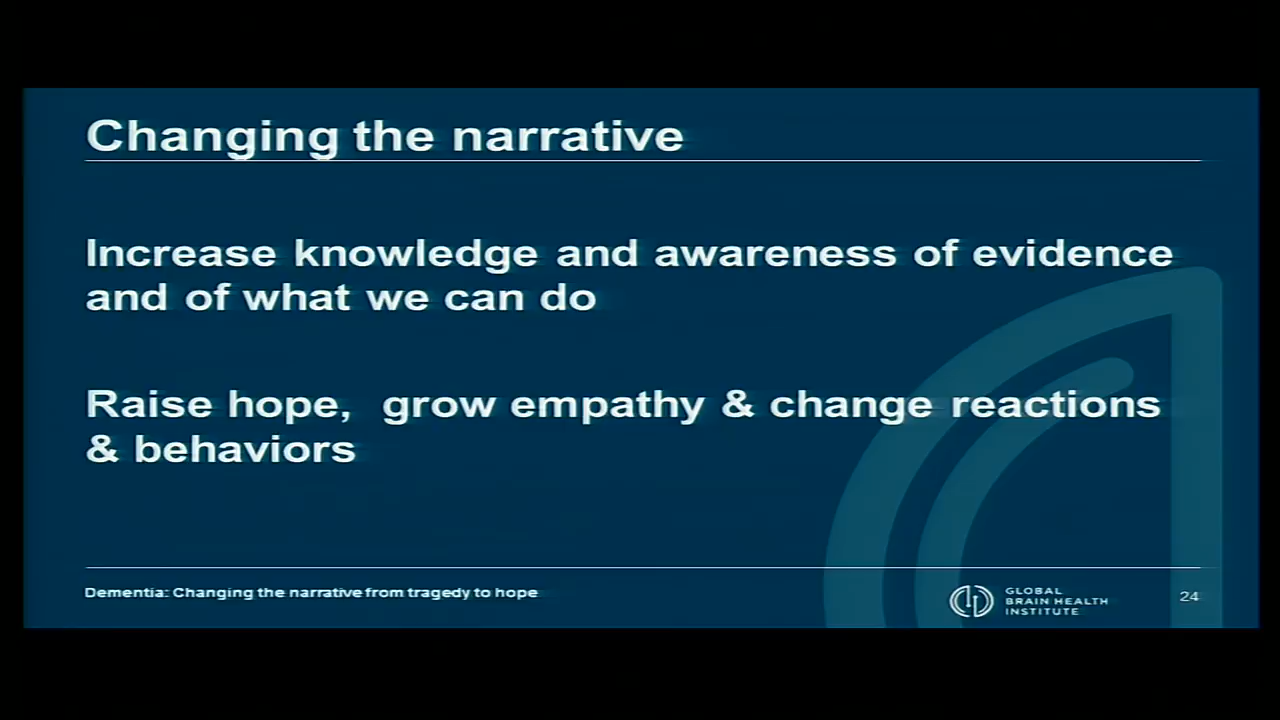 Changing the narrative
Increase knowledge and awareness of evidence
and of what we can do
Raise hope,  grow empathy & change reactions
& behaviors
Dementia: Changing the narrative from tragedy to hope
GLOBAL
BRAIN HEALTH
INSTITUTE
24